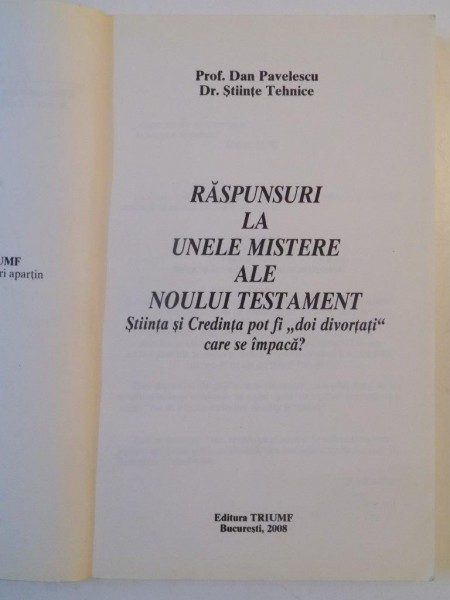 UMF
ri aparțin
Prof. Dan Pavelescu
Dr. Științe Tehnice
RĂSPUNSURI
LA
UNELE MISTERE
ALE
NOULUI TESTAMENT
Știința și Credința pot fi „doi divorțați“
care se împacă?
Editura TRIUMF
București, 2008